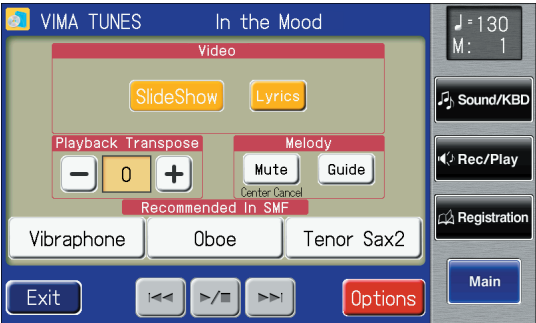 VIMA TUNES In the Mood
♩=130
M: 1
Video
SlideShow Lyrics
Sound/KBD
Playback Transpose Melody
- 0 + Mute Guide
Center Cancel
Rec/Play
Recommended In SMF
Registration
Vibraphone Oboe Tenor Sax2
Main
Exit Options